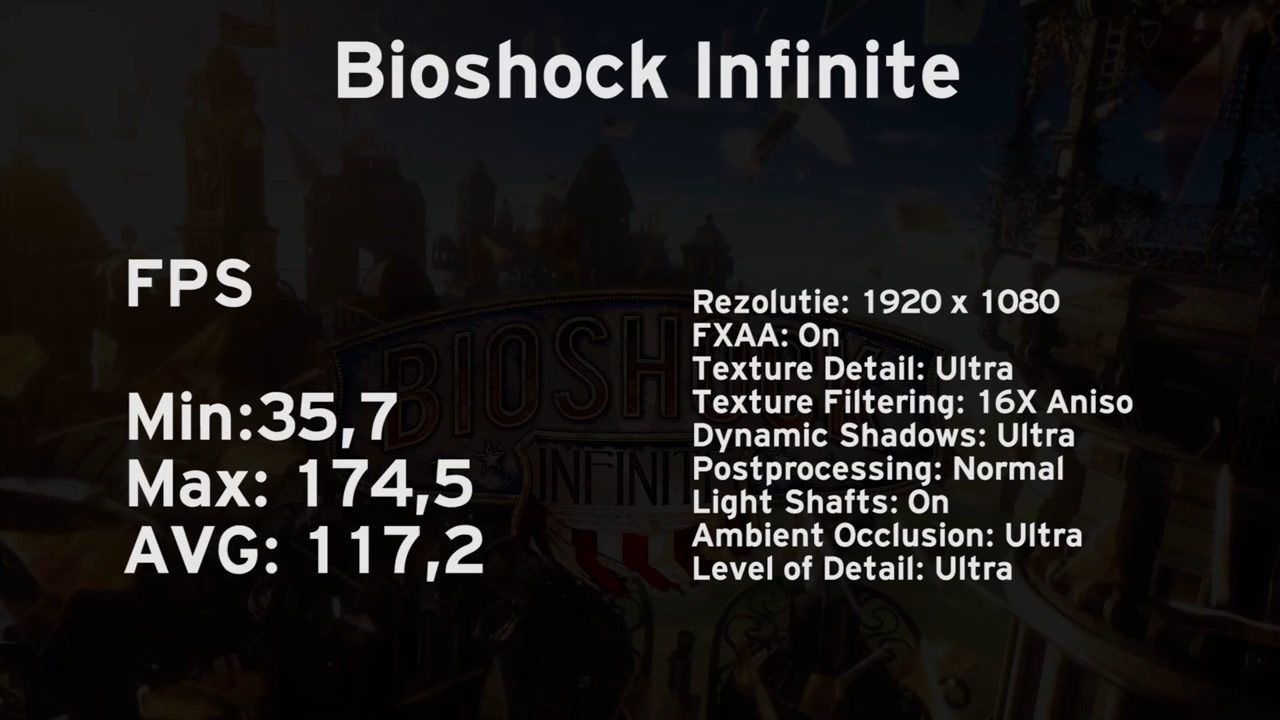 Bioshock Infinite
FPS
Min:35,7
Max: 174,5
AVG: 117,2
Rezolutie: 1920 x 1080
FXAA: On
Texture Detail: Ultra
Texture Filtering: 16X Aniso
Dynamic Shadows: Ultra
Postprocessing: Normal
Light Shafts: On
Ambient Occlusion: Ultra
Level of Detail: Ultra
BIOSHOCK
INFINITE